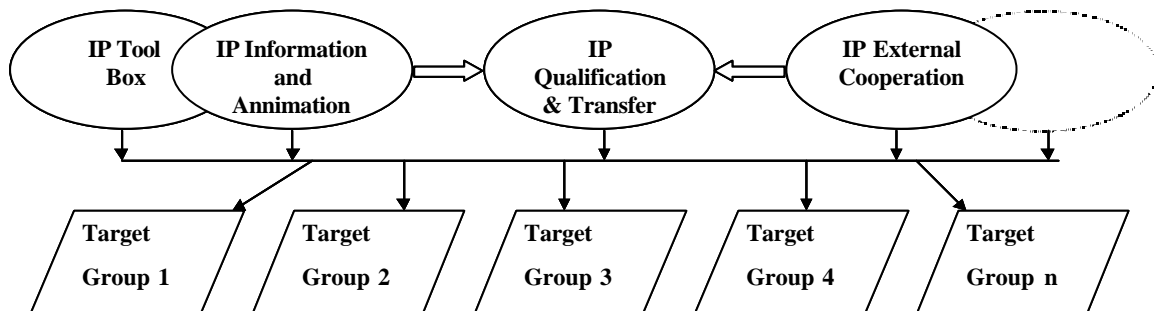 IP Tool
Box
IP Information
and
Annimation
IP
Qualification
& Transfer
IP External
Cooperation
Target
Group 1
Target
Group 2
Target
Group 3
Target
Group 4
Target
Group n